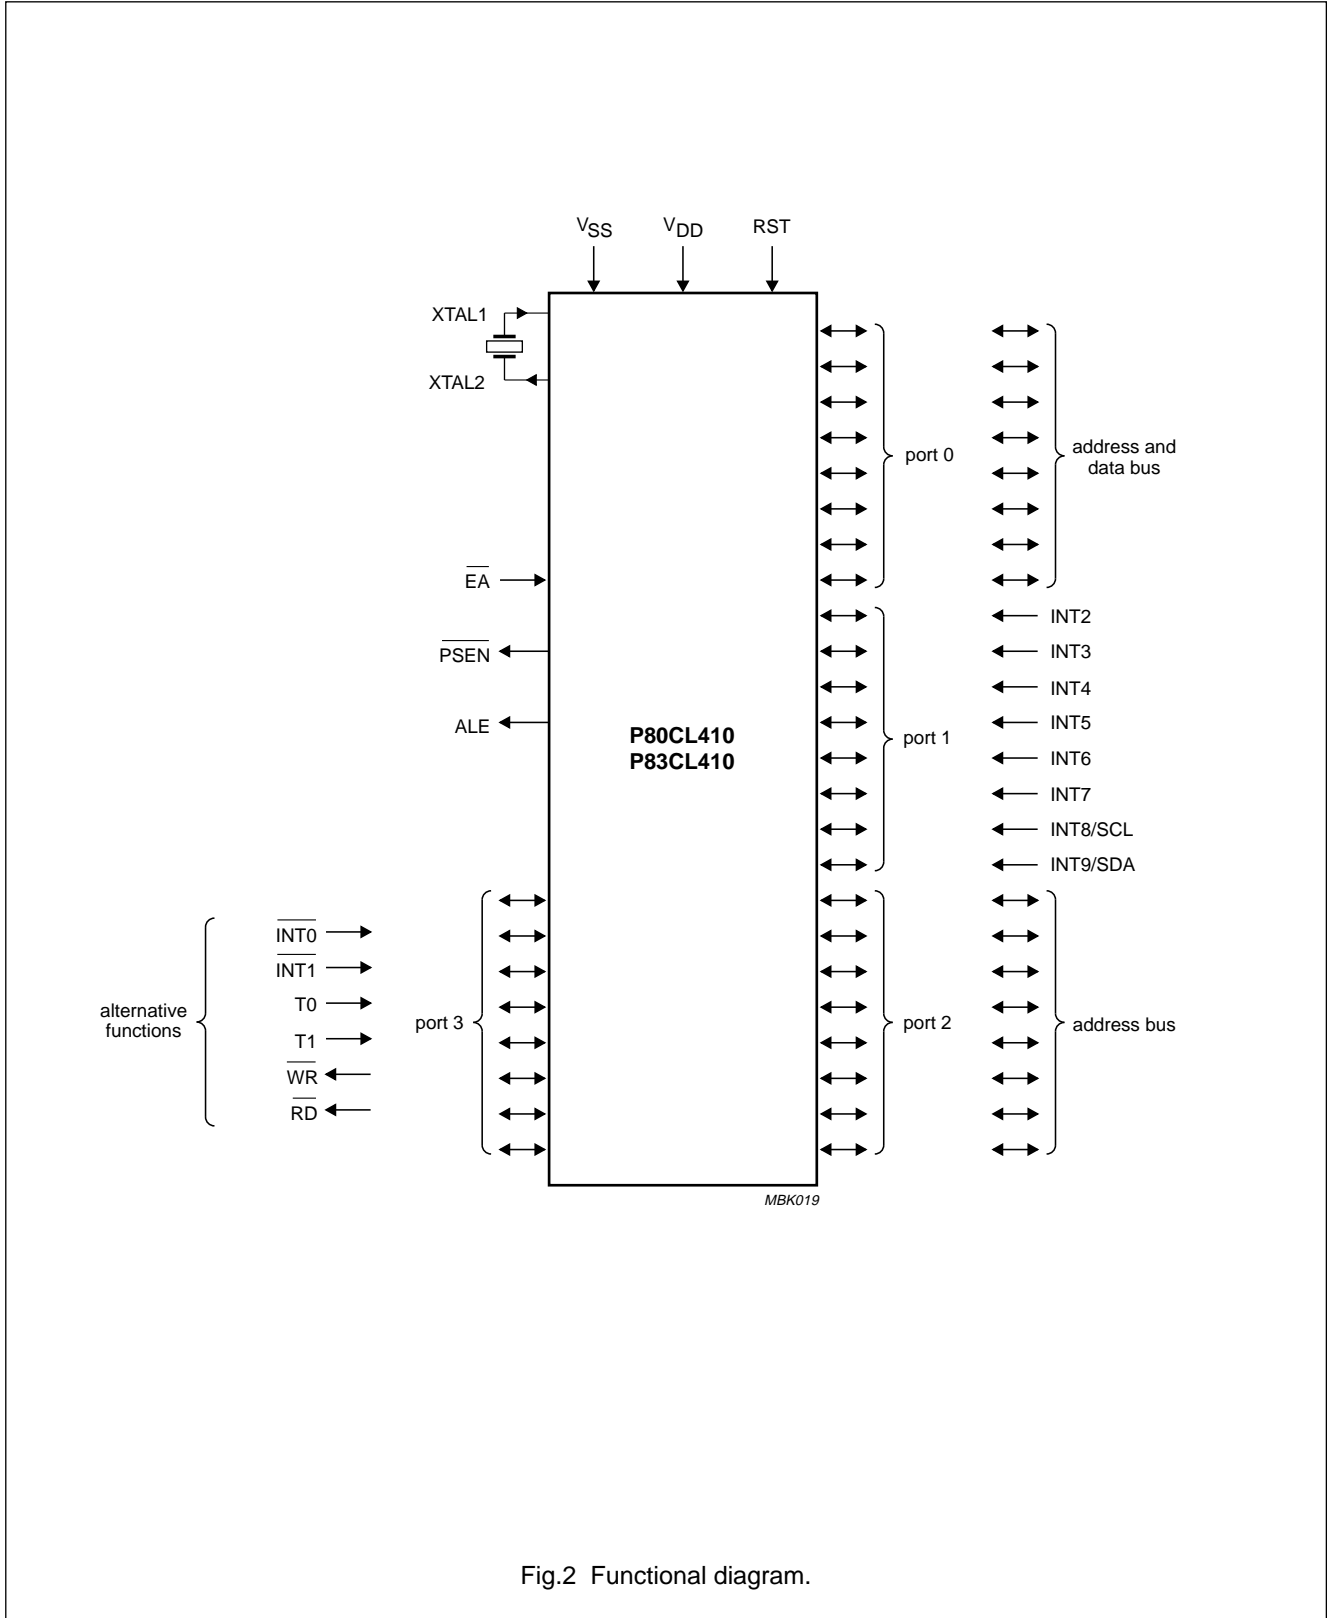 VSS VDD RST
XTAL1
XTAL2
port 0
address and
data bus
EA
PSEN
ALE
P80CL410
P83CL410
port 1
INT2
INT3
INT4
INT5
INT6
INT7
INT8/SCL
INT9/SDA
alternative
functions
INT0
INT1
T0
T1
WR
RD
port 3
port 2
address bus
MBK019
Fig.2 Functional diagram.